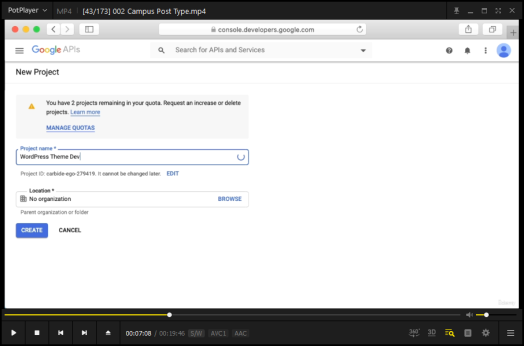 PotPlayer
MP4 [43/173] 002 Campus Post Type.mp4
console.developers.google.com
Google APIs
Search for APIs and Services
New Project
You have 2 projects remaining in your quota. Request an increase or delete
projects. Learn more
MANAGE QUOTAS
Project name *
WordPress Theme Dev
Project ID: carbide-ego-279419. It cannot be changed later. EDIT
Location *
No organization
BROWSE
Parent organization or folder
CREATE
CANCEL
00:07:08 / 00:19:46 S/W AVC1 AAC
360°
3D